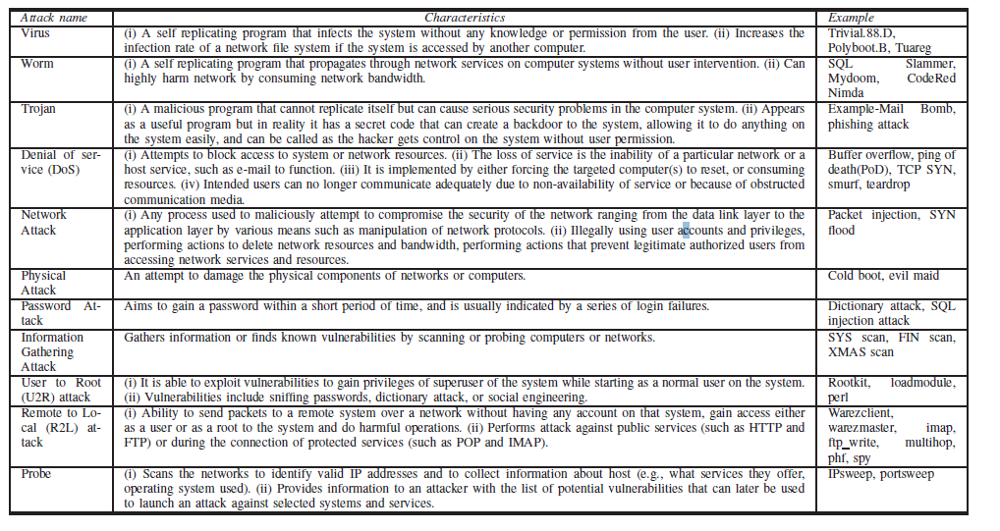 Attack name Characteristics Example
Virus (i) A self replicating program that infects the system without any knowledge or permission from the user. (ii) Increases the Trivial.88.D,
infection rate of a network file system if the system is accessed by another computer. Polyboot.B, Tuareg
Worm (i) A self replicating program that propagates through network services on computer systems without user intervention. (ii) Can SQL Slammer,
highly harm network by consuming network bandwidth. Mydoom, CodeRed
Nimda
Trojan (i) A malicious program that cannot replicate itself but can cause serious security problems in the computer system. (ii) Appears Example-Mail Bomb,
as a useful program but in reality it has a secret code that can create a backdoor to the system, allowing it to do anything on phishing attack
the system easily, and can be called as the hacker gets control on the system without user permission.
Denial of ser- (i) Attempts to block access to system or network resources. (ii) The loss of service is the inability of a particular network or a Buffer overflow, ping of
vice (DoS) host service, such as e-mail to function. (iii) It is implemented by either forcing the targeted computer(s) to reset, or consuming death(PoD), TCP SYN,
resources. (iv) Intended users can no longer communicate adequately due to non-availability of service or because of obstructed smurf, teardrop
communication media.
Network (i) Any process used to maliciously attempt to compromise the security of the network ranging from the data link layer to the Packet injection, SYN
Attack application layer by various means such as manipulation of network protocols. (ii) Illegally using user accounts and privileges, flood
performing actions to delete network resources and bandwidth, performing actions that prevent legitimate authorized users from
accessing network services and resources.
Physical An attempt to damage the physical components of networks or computers. Cold boot, evil maid
Attack
Password At- Aims to gain a password within a short period of time, and is usually indicated by a series of login failures. Dictionary attack, SQL
tack injection attack
Information Gathers information or finds known vulnerabilities by scanning or probing computers or networks. SYS scan, FIN scan,
Gathering XMAS scan
Attack
User to Root (i) It is able to exploit vulnerabilities to gain privileges of superuser of the system while starting as a normal user on the system. Rootkit, loadmodule,
(U2R) attack (ii) Vulnerabilities include sniffing passwords, dictionary attack, or social engineering. perl
Remote to Lo- (i) Ability to send packets to a remote system over a network without having any account on that system, gain access either Warezclient,
cal (R2L) at- as a user or as a root to the system and do harmful operations. (ii) Performs attack against public services (such as HTTP and warezmaster, imap,
tack FTP) or during the connection of protected services (such as POP and IMAP). ftp_write, multihop,
phf, spy
Probe (i) Scans the networks to identify valid IP addresses and to collect information about host (e.g., what services they offer, IPsweep, portsweep
operating system used). (ii) Provides information to an attacker with the list of potential vulnerabilities that can later be used
to launch an attack against selected systems and services.